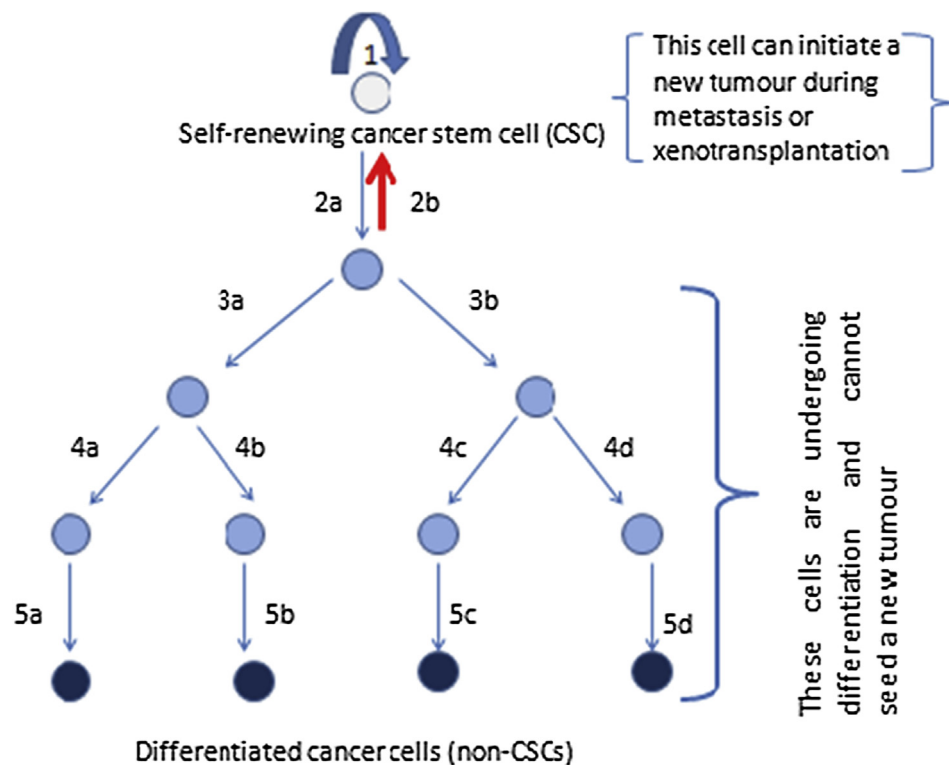 1
This cell can initiate a
new tumour during
metastasis or
xenotransplantation
Self-renewing cancer stem cell (CSC)
2a
2b
3a
3b
4a
4b
4c
4d
5a
5b
5c
5d
These cells are undergoing
differentiation and cannot
seed a new tumour
Differentiated cancer cells (non-CSCs)